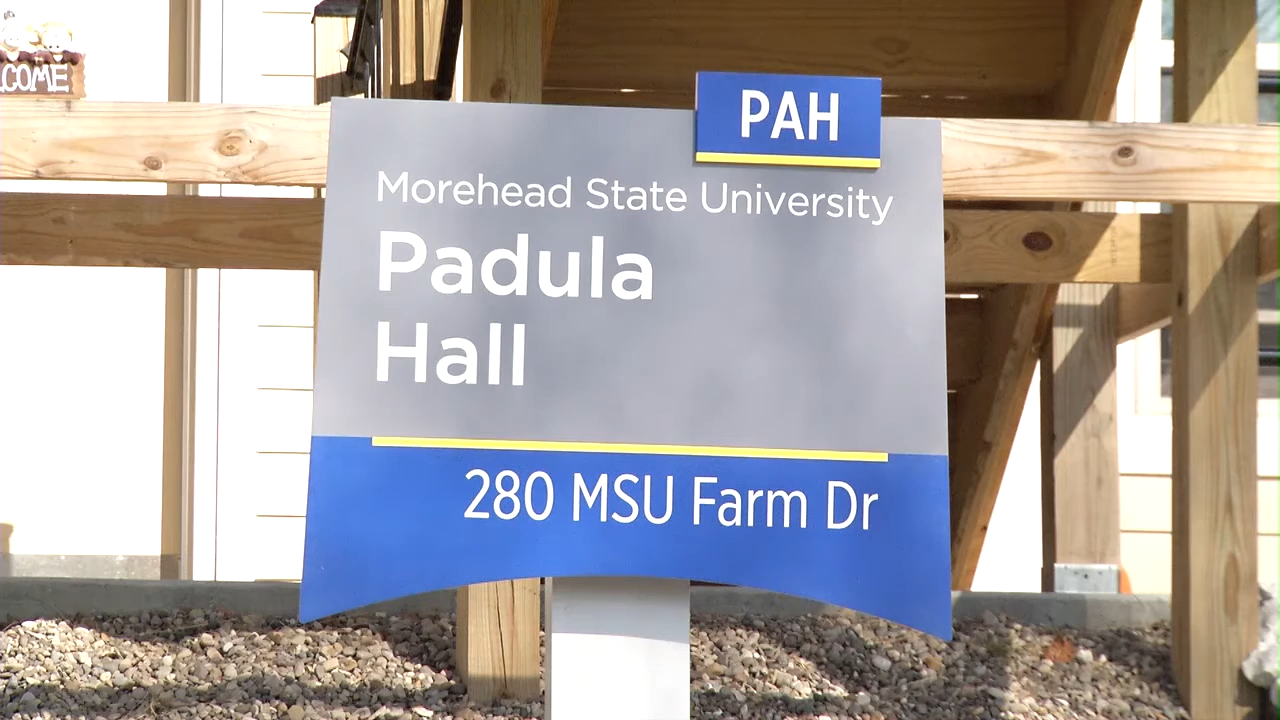 COME
PAH
Morehead State University
Padula
Hall
280 MSU Farm Dr